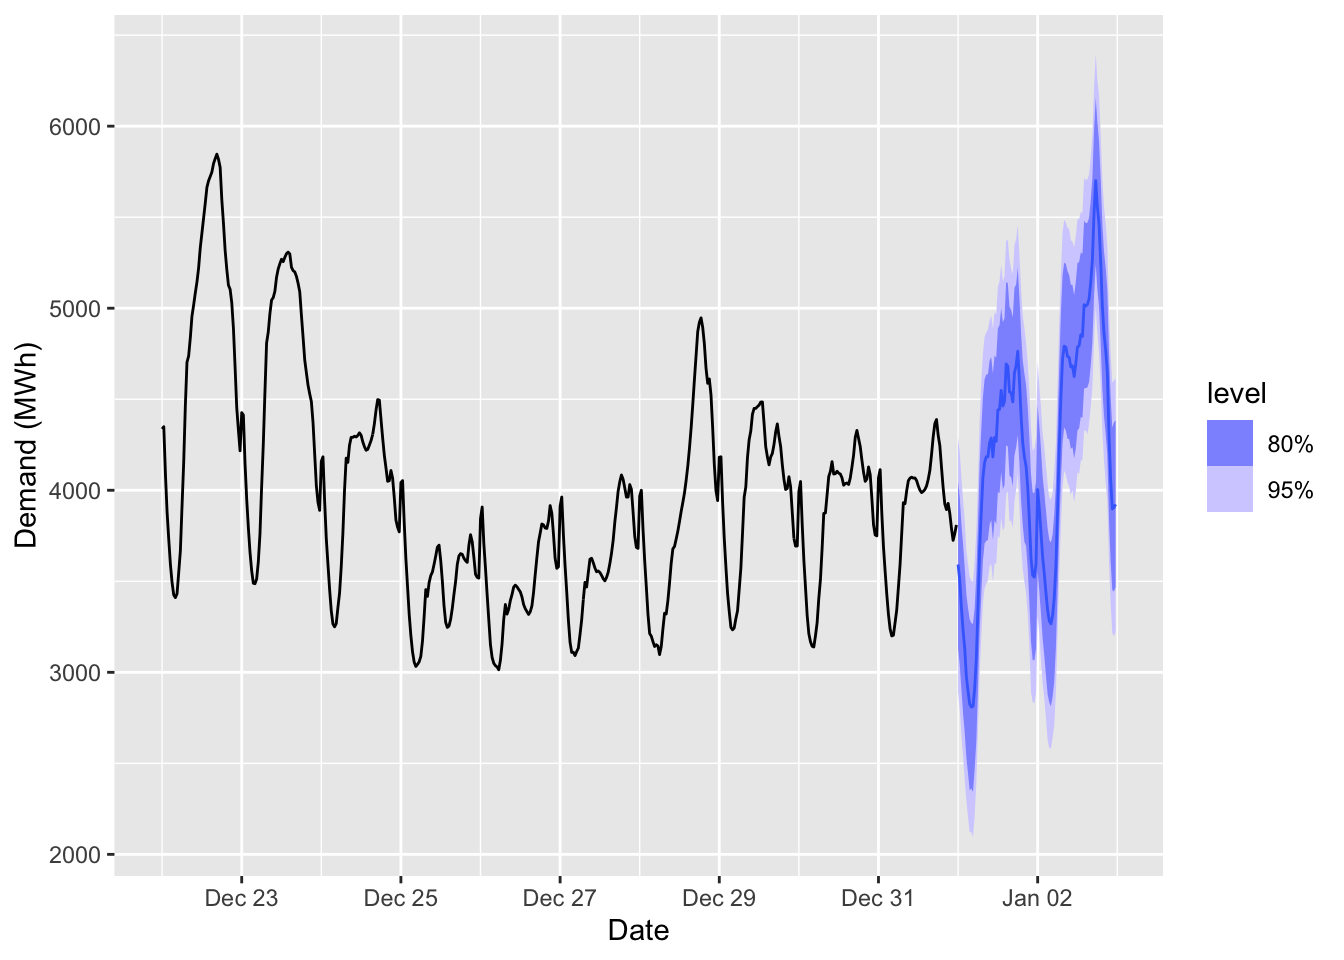 6000
5000
4000
3000
2000
Demand (MWh)
Dec 23
Dec 25
Dec 27
Dec 29
Dec 31
Jan 02
Date
level
80%
95%